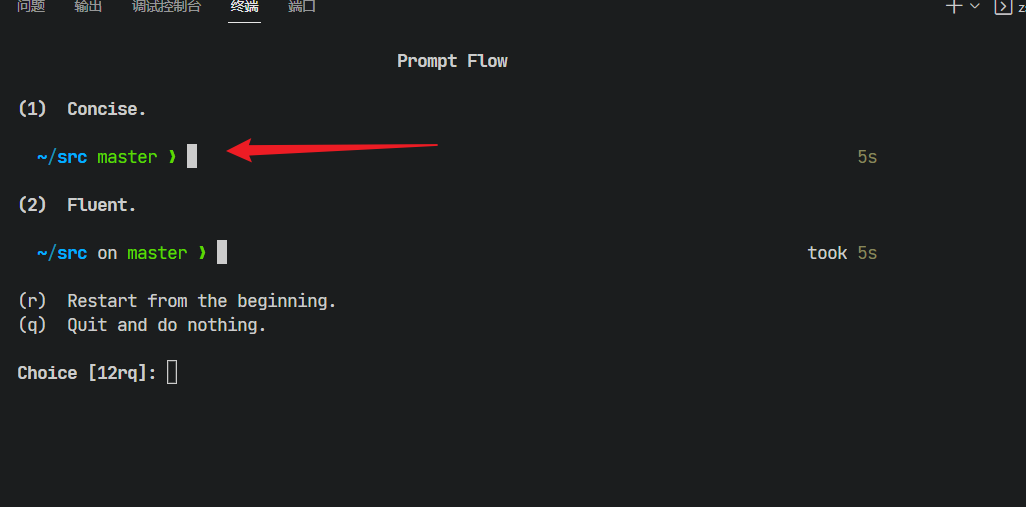 问题 输出 调试控制台 终端 端口
Prompt Flow
(1) Concise.
~/src master ❯ 5s
(2) Fluent.
~/src on master ❯ took 5s
(r) Restart from the beginning.
(q) Quit and do nothing.
Choice [12rq]: